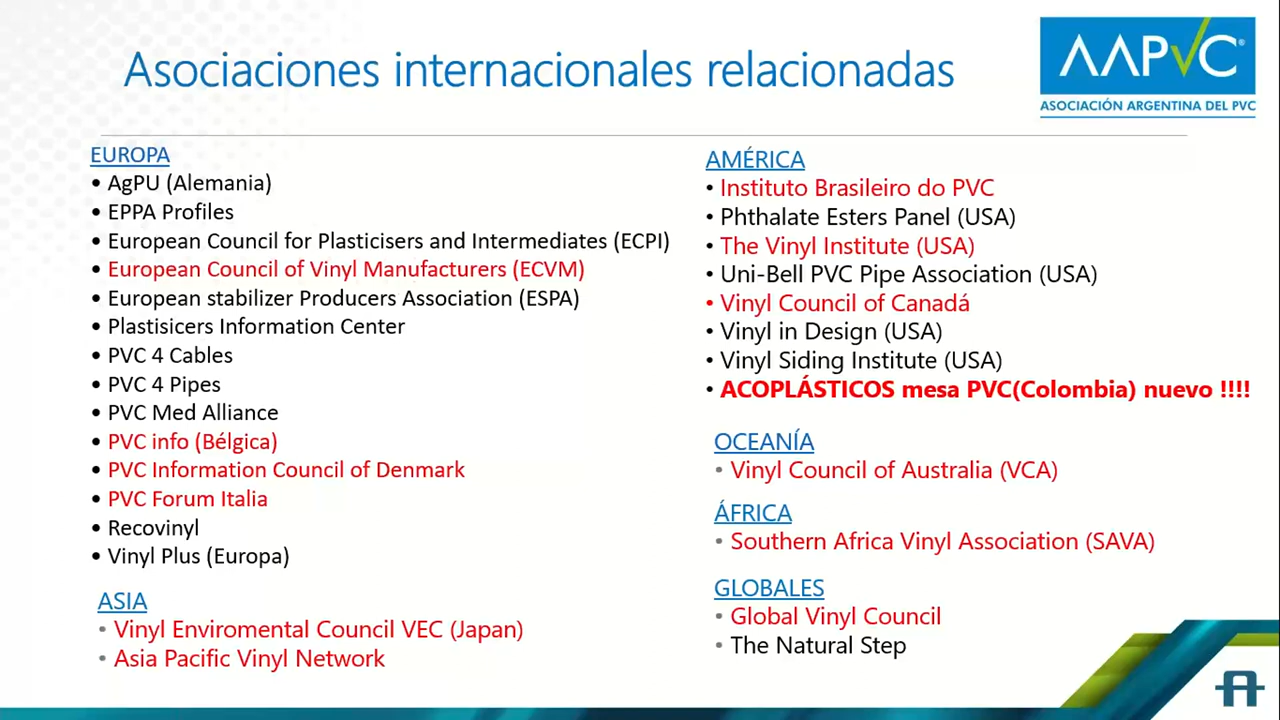 Asociaciones internacionales relacionadas
AAPVC®
ASOCIACIÓN ARGENTINA DEL PVC
EUROPA
• AgPU (Alemania)
• EPPA Profiles
• European Council for Plasticisers and Intermediates (ECPI)
• European Council of Vinyl Manufacturers (ECVM)
• European stabilizer Producers Association (ESPA)
• Plastisicers Information Center
• PVC 4 Cables
• PVC 4 Pipes
• PVC Med Alliance
• PVC info (Bélgica)
• PVC Information Council of Denmark
• PVC Forum Italia
• Recovinyl
• Vinyl Plus (Europa)
ASIA
• Vinyl Enviromental Council VEC (Japan)
• Asia Pacific Vinyl Network
AMÉRICA
• Instituto Brasileiro do PVC
• Phthalate Esters Panel (USA)
• The Vinyl Institute (USA)
• Uni-Bell PVC Pipe Association (USA)
• Vinyl Council of Canadá
• Vinyl in Design (USA)
• Vinyl Siding Institute (USA)
• ACOPLÁSTICOS mesa PVC(Colombia) nuevo !!!!
OCEANÍA
• Vinyl Council of Australia (VCA)
ÁFRICA
• Southern Africa Vinyl Association (SAVA)
GLOBALES
• Global Vinyl Council
• The Natural Step